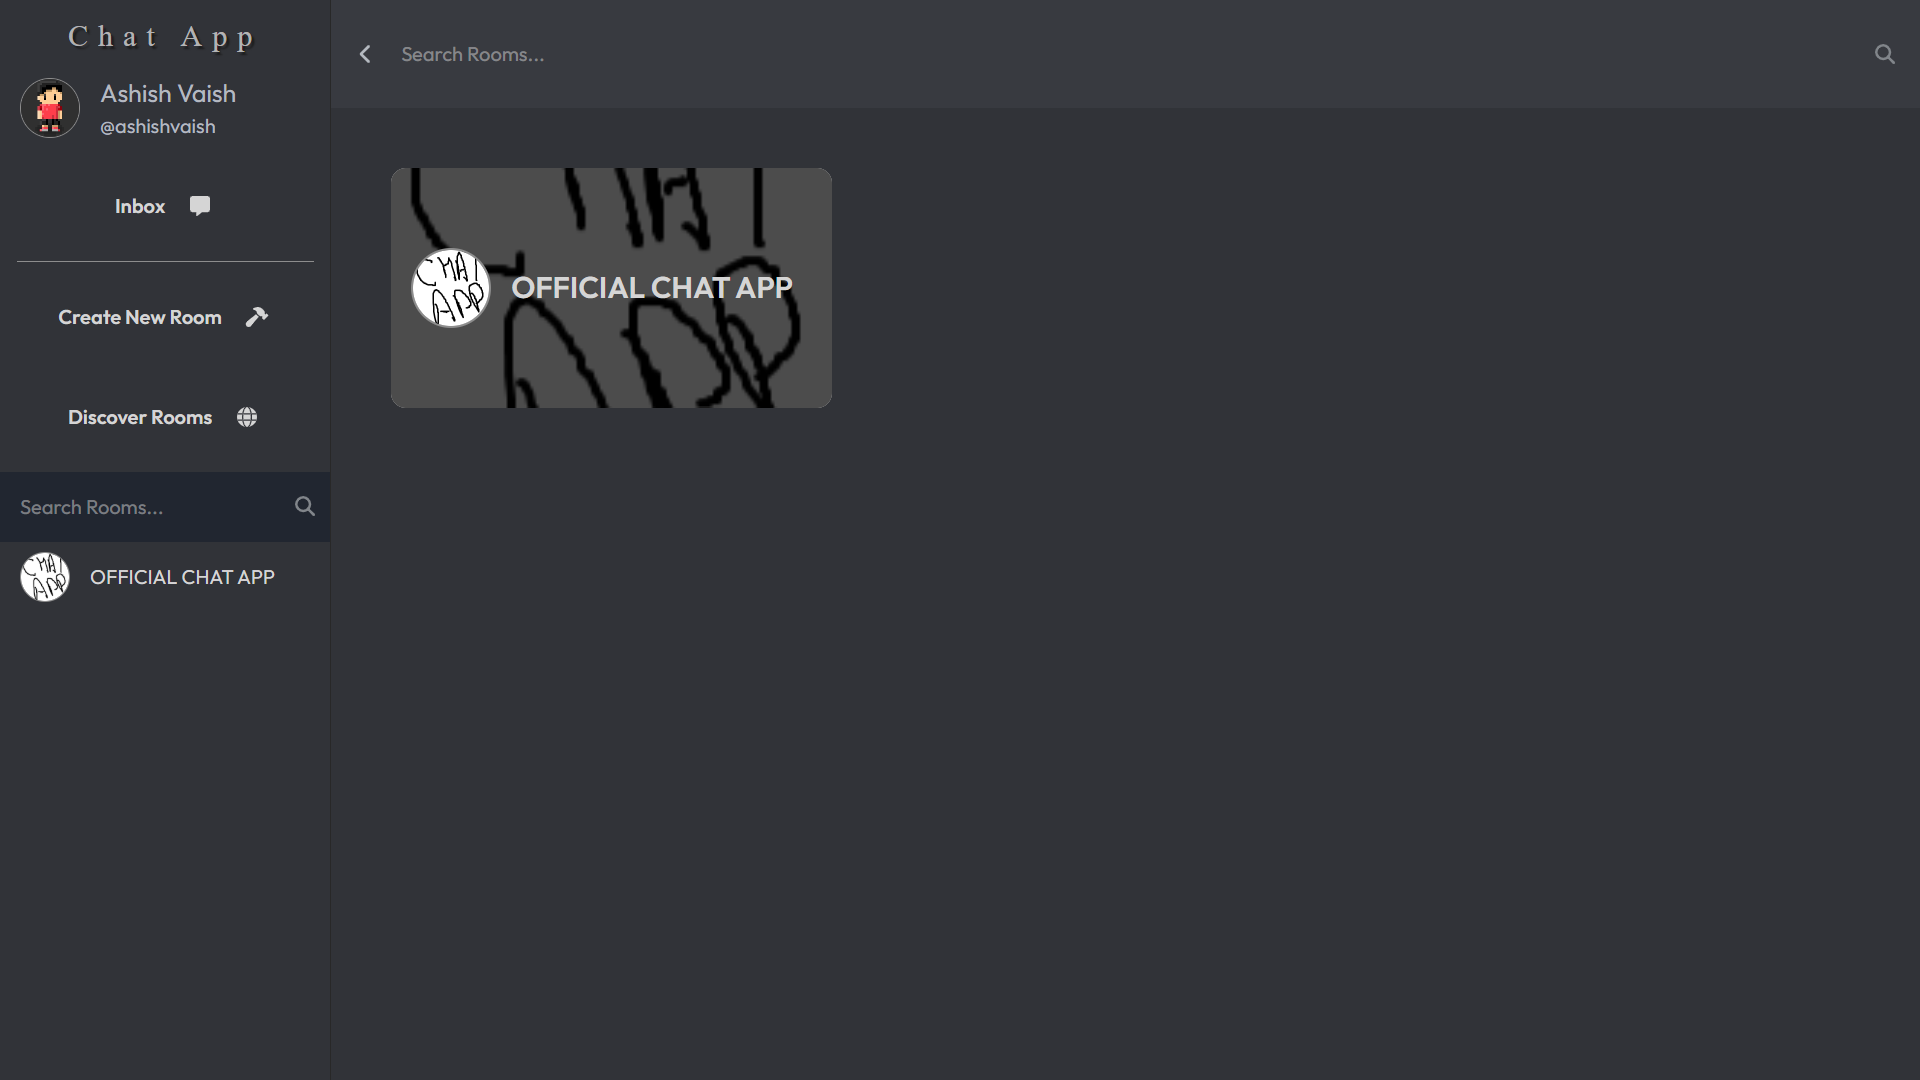 Chat App
Ashish Vaish
@ashishvaish
Inbox
Create New Room
Discover Rooms
Search Rooms...
OFFICIAL CHAT APP
Search Rooms...
OFFICIAL CHAT APP